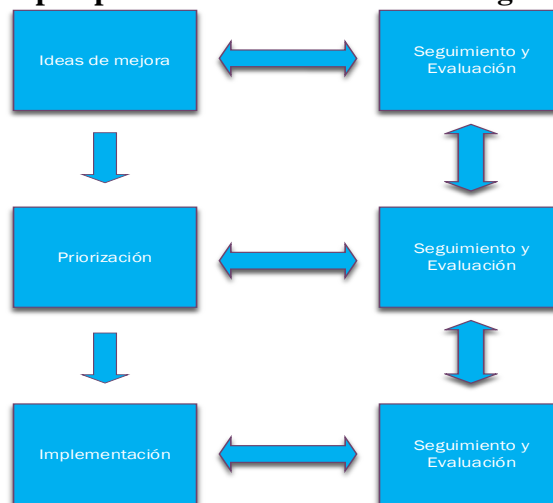 Ideas de mejora
Seguimiento y
Evaluación
Priorización
Seguimiento y
Evaluación
Implementación
Seguimiento y
Evaluación